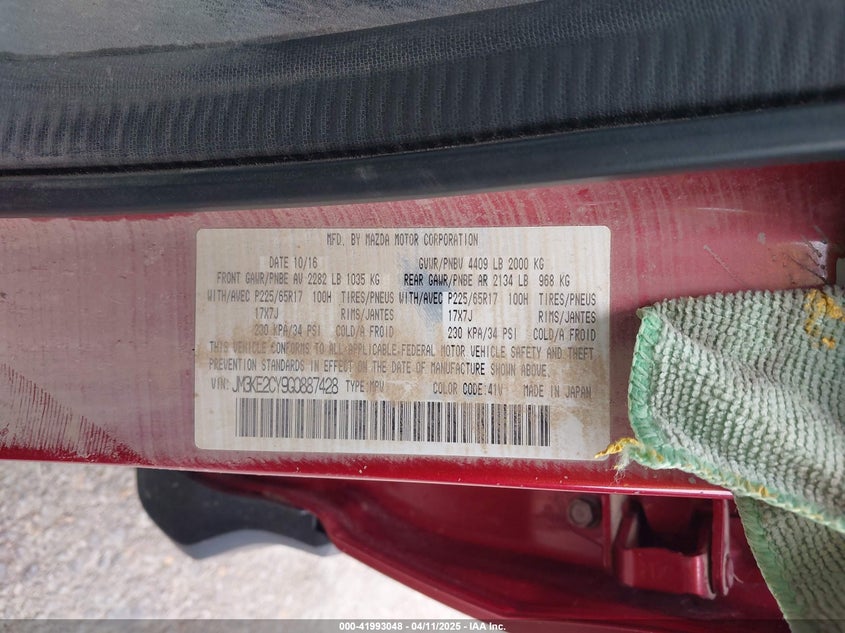 MFD. BY MAZDA MOTOR CORPORATION
DATE 10/16 GVWR/PNBV 4409 LB 2000 KG
FRONT GAWR/PNBE AV 2282 LB 1035 KG REAR GAWR/PNBE AR 2134 LB 968 KG
WITH/AVEC P225/65R17 100H TIRES/PNEUS WITH/AVEC P225/65R17 100H TIRES/PNEUS
17X7J RIMS/JANTES 17X7J RIMS/JANTES
230 KPA/34 PSI COLD/A FROID 230 KPA/34 PSI COLD/A FROID
THIS VEHICLE CONFORMS TO ALL APPLICABLE FEDERAL MOTOR VEHICLE SAFETY AND THEFT
PREVENTION STANDARDS IN EFFECT ON THE DATE OF MANUFACTURE SHOWN ABOVE.
VIN: JM3KE2CY9G0887428 TYPE: MPV COLOR CODE: 41V MADE IN JAPAN
000-41993048 - 04/11/2025 - IAA Inc.